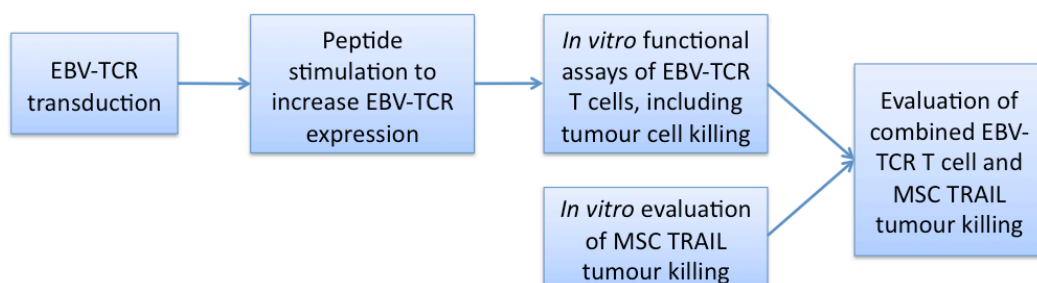 EBV-TCR
transduction
Peptide
stimulation to
increase EBV-TCR
expression
In vitro functional
assays of EBV-TCR
T cells, including
tumour cell killing
In vitro evaluation
of MSC TRAIL
tumour killing
Evaluation of
combined EBV-
TCR T cell and
MSC TRAIL
tumour killing